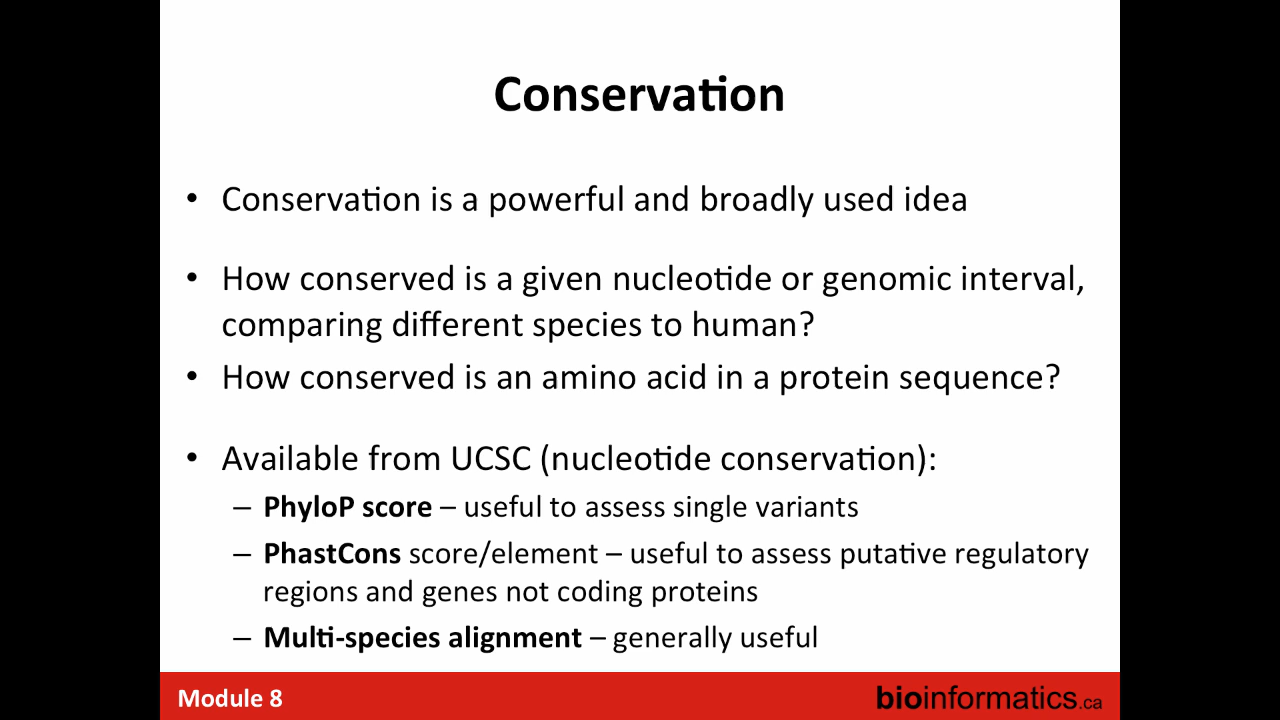 Conservation
• Conservation is a powerful and broadly used idea
• How conserved is a given nucleotide or genomic interval,
comparing different species to human?
• How conserved is an amino acid in a protein sequence?
• Available from UCSC (nucleotide conservation):
– PhyloP score – useful to assess single variants
– PhastCons score/element – useful to assess putative regulatory
regions and genes not coding proteins
– Multi-species alignment – generally useful
Module 8
bioinformatics.ca